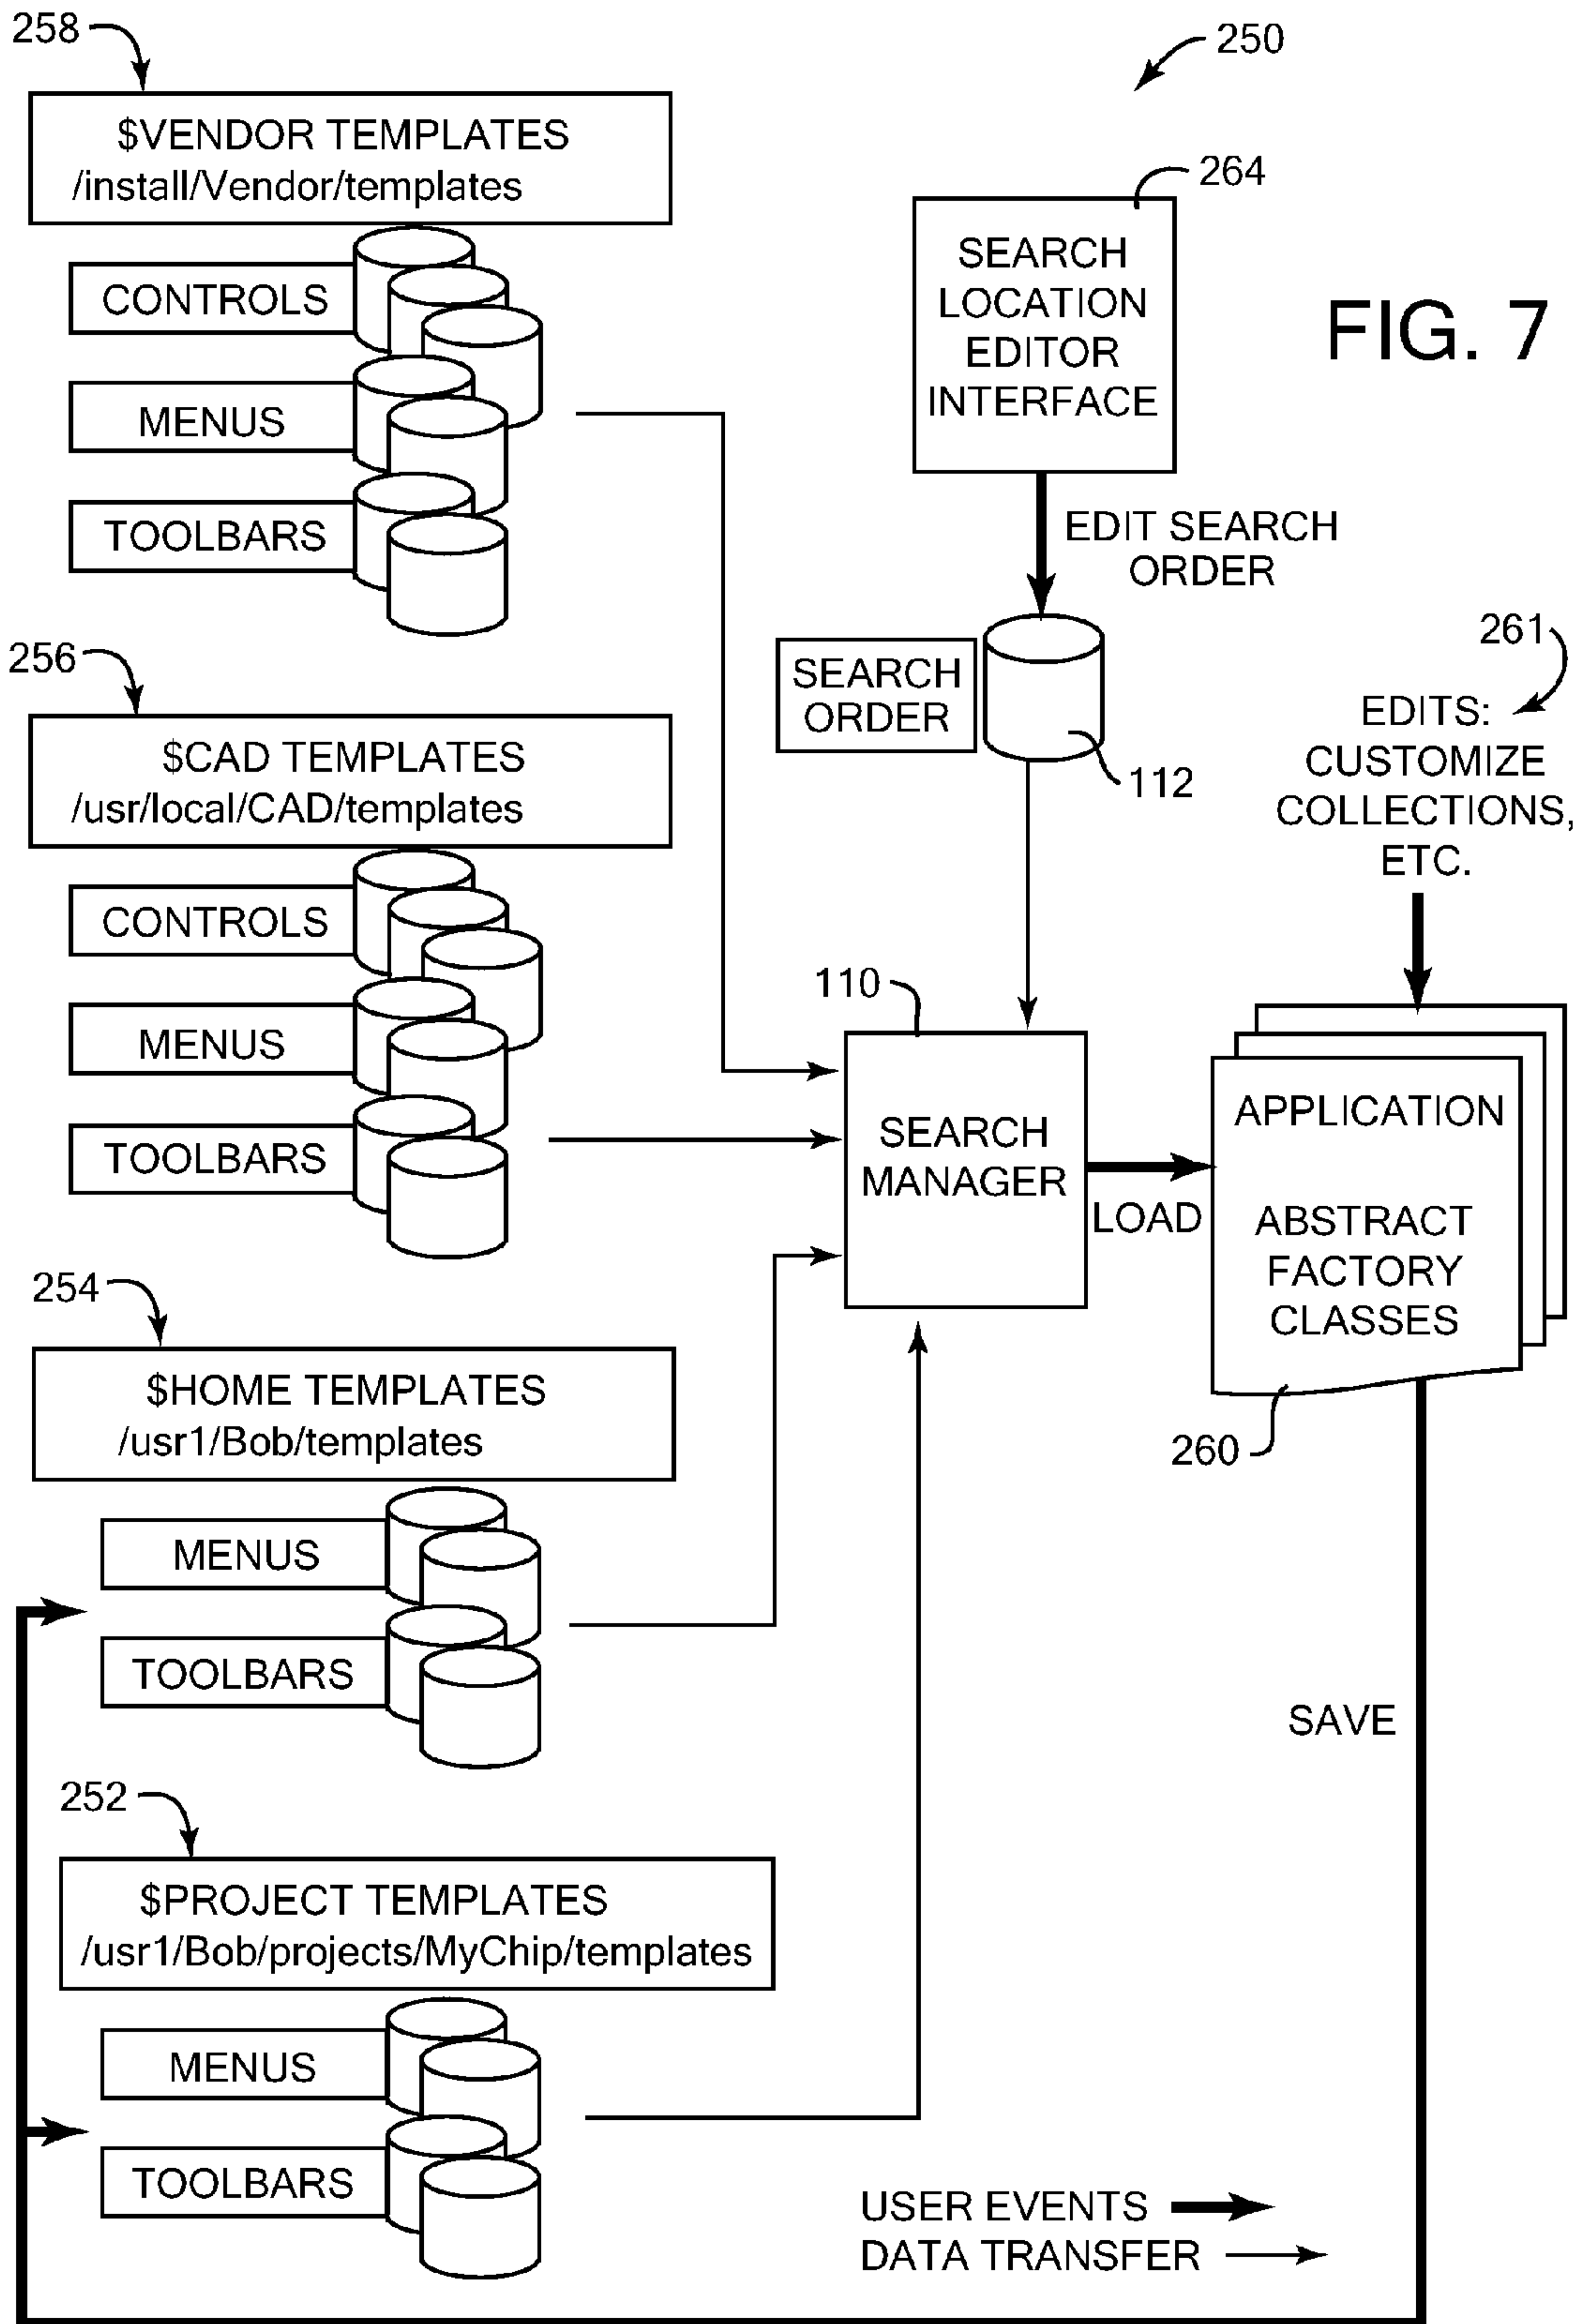 258
$VENDOR TEMPLATES
/install/Vendor/templates
CONTROLS
MENUS
TOOLBARS
256
$CAD TEMPLATES
/usr/local/CAD/templates
CONTROLS
MENUS
TOOLBARS
254
$HOME TEMPLATES
/usr1/Bob/templates
MENUS
TOOLBARS
252
$PROJECT TEMPLATES
/usr1/Bob/projects/MyChip/templates
MENUS
TOOLBARS
250
264
SEARCH
LOCATION
EDITOR
INTERFACE
FIG. 7
EDIT SEARCH
ORDER
SEARCH
ORDER
112
261
EDITS:
CUSTOMIZE
COLLECTIONS,
ETC.
110
SEARCH
MANAGER
LOAD
APPLICATION
ABSTRACT
FACTORY
CLASSES
260
SAVE
USER EVENTS
DATA TRANSFER